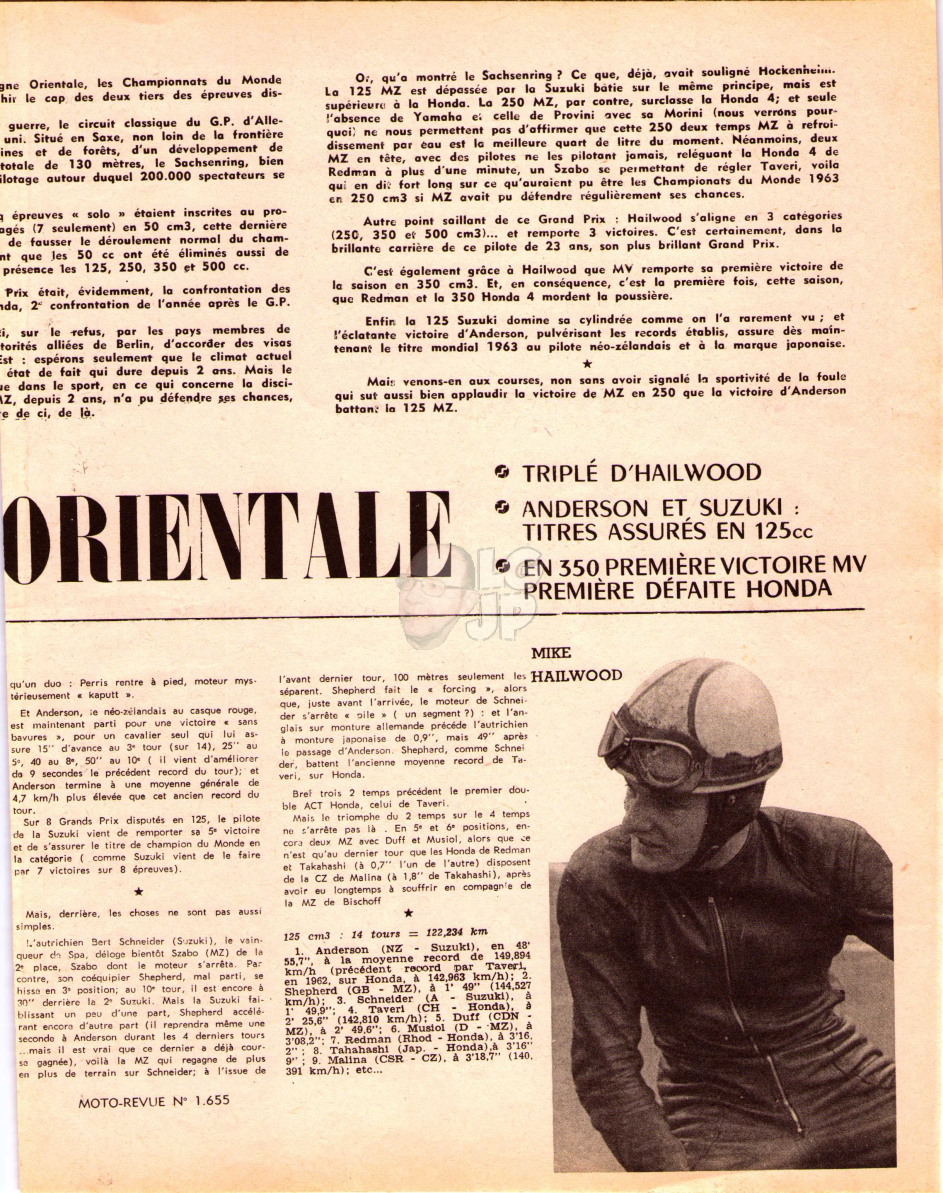 gne Orientale, les Championnats du Monde
hir le cap des deux tiers des épreuves dis-
guerre, le circuit classique du G.P. d'Alle-
uni. Situé en Saxe, non loin de la frontière
ines et de forêts, d'un développement de
totale de 130 mètres, le Sachsenring, bien
ilotage autour duquel 200.000 spectateurs se
q épreuves « solo » étaient inscrites au pro-
agés (7 seulement) en 50 cm3, cette dernière
de fausser le déroulement normal du cham-
nt que les 50 cc ont été éliminés aussi de
présence les 125, 250, 350 et 500 cc.
Prix était, évidemment, la confrontation des
nda, 2e confrontation de l'année après le G.P.
i, sur le refus, par les pays membres de
torités alliées de Berlin, d'accorder des visas
Est : espérons seulement que le climat actuel
état de fait qui dure depuis 2 ans. Mais le
ue dans le sport, en ce qui concerne la disci-
MZ, depuis 2 ans, n'a pu défendre ses chances,
e de ci, de là.
Or, qu'a montré le Sachsenring ? Ce que, déjà, avait souligné Hockenheim.
La 125 MZ est dépassée par la Suzuki bâtie sur le même principe, mais est
supérieure à la Honda. La 250 MZ, par contre, surclasse la Honda 4; et seule
l'absence de Yamaha et celle de Provini avec sa Morini (nous verrons pour-
quoi) ne nous permettent pas d'affirmer que cette 250 deux temps MZ à refroi-
dissement par eau est la meilleure quart de litre du moment. Néanmoins, deux
MZ en tête, avec des pilotes ne les pilotant jamais, reléguant la Honda 4 de
Redman à plus d'une minute, un Szabo se permettant de régler Taveri, voila
qui en dit fort long sur ce qu'auraient pu être les Championats du Monde 1963
en 250 cm3 si MZ avait pu défendre régulièrement ses chances.
Autre point saillant de ce Grand Prix : Hailwood s'aligne en 3 catégories
(250, 350 et 500 cm3)... et remporte 3 victoires. C'est certainement, dans la
brillante carrière de ce pilote de 23 ans, son plus brillant Grand Prix.
C'est également grâce à Hailwood que MV remporte sa première victoire de
la saison en 350 cm3. Et, en conséquence, c'est la première fois, cette saison,
que Redman et la 350 Honda 4 mordent la poussière.
Enfin la 125 Suzuki domine sa cylindrée comme on l'a rarement vu ; et
l'éclatante victoire d'Anderson, pulvérisant les records établis, assure dès main-
tenant le titre mondial 1963 au pilote néo-zélandais et à la marque japonaise.
★
Mais venons-en aux courses, non sans avoir signalé la sportivité de la foule
qui sut aussi bien applaudir la victoire de MZ en 250 que la victoire d'Anderson
battant la 125 MZ.
ORIENTALE
TRIPLÉ D'HAILWOOD
ANDERSON ET SUZUKI :
TITRES ASSURÉS EN 125cc
EN 350 PREMIÈRE VICTOIRE MV
PREMIÈRE DÉFAITE HONDA
JP
qu'un duo : Perris rentre à pied, moteur mys-
térieusement « kaputt ».
Et Anderson, le néo-zélandais au casque rouge,
est maintenant parti pour une victoire « sans
bavures », pour un cavalier seul qui lui as-
sure 15'' d'avance au 3e tour (sur 14), 25'' au
5e, 40 au 8e, 50'' au 10e ( il vient d'améliorer
da 9 secondes le précédent record du tour); et
Anderson termine à une moyenne générale de
4,7 km/h plus élevée que cet ancien record du
tour.
Sur 8 Grands Prix disputés en 125, le pilote
de la Suzuki vient de remporter sa 5e victoire
et de s'assurer le titre de champion du Monde en
la catégorie ( comme Suzuki vient de le faire
par 7 victoires sur 8 épreuves).
★
Mais, derrière, les choses ne sont pas aussi
simples.
L'autrichien Bert Schneider (Suzuki), le vain-
queur de Spa, déloge bientôt Szabo (MZ) de la
2e place, Szabo dont le moteur s'arrêta. Par
contre, son coéquipier Shepherd, mal parti, se
hisse en 3e position; au 10e tour, il est encore à
30'' derrière la 2e Suzuki. Mais la Suzuki fai-
blissant un peu d'une part, Shepherd accélé-
rant encore d'autre part (il reprendra même une
seconde à Anderson durant les 4 derniers tours
...mais il est vrai que ce dernier a déjà cour-
se gagnée), voilà la MZ qui regagne de plus
en plus de terrain sur Schneider; à l'issue de
l'avant dernier tour, 100 mètres seulement les
séparent. Shepherd fait le « forcing », alors
que, juste avant l'arrivée, le moteur de Schnei-
der s'arrête « pile » ( un segment?) : et l'an-
glais sur monture allemande précède l'autrichien
à monture japonaise de 0,9'', mais 49'' après
le passage d'Anderson. Shepherd, comme Schnei
der, battent l'ancienne moyenne record de Ta-
veri, sur Honda.
Bref trois 2 temps précédent le premier dou-
ble ACT Honda, celui de Taveri.
Mais le triomphe du 2 temps sur le 4 temps
ne s'arrête pas là . En 5e et 6e positions, en-
cora deux MZ avec Duff et Musiol, alors que ce
n'est qu'au dernier tour que les Honda de Redman
et Takahashi (à 0,7'' l'un de l'autre) disposent
de la CZ de Malina (à 1,8'' de Takahashi), après
avoir eu longtemps à souffrir en compagnie de
la MZ de Bischoff
★
125 cm3 : 14 tours = 122,234 km
1. Anderson (NZ - Suzuki), en 48'
55,7'', à la moyenne record de 149,894
km/h (précédent record par Taveri,
en 1962, sur Honda, à 142,963 km/h); 2.
Shepherd (GB - MZ), à 1' 49'' (144,527
km/h); 3. Schneider (A - Suzuki), à
1' 49,9''; 4. Taveri (CH - Honda), à
2' 25,6'' (142,810 km/h); 5. Duff (CDN -
MZ), à 2' 49,6''; 6. Musiol (D - MZ), à
3'08,2''; 7. Redman (Rhod - Honda), à 3'16,
2'' ; 8. Tahahashi (Jap. - Honda),à 3'16''
9'' ; 9. Malina (CSR - CZ), à 3'18,7'' (140,
391 km/h); etc...
MIKE
HAILWOOD
MOTO-REVUE N° 1.655